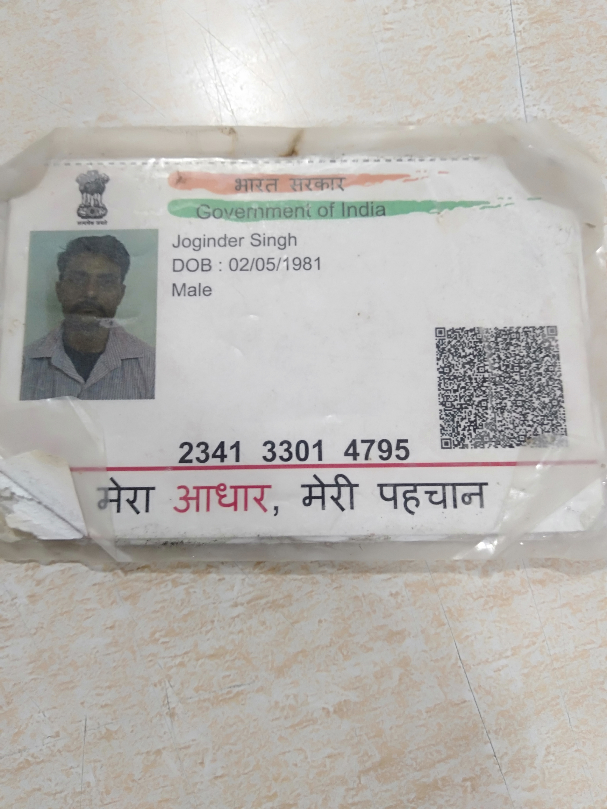 भारत सरकार
Government of India
Joginder Singh
DOB : 02/05/1981
Male
2341 3301 4795
मेरा आधार, मेरी पहचान